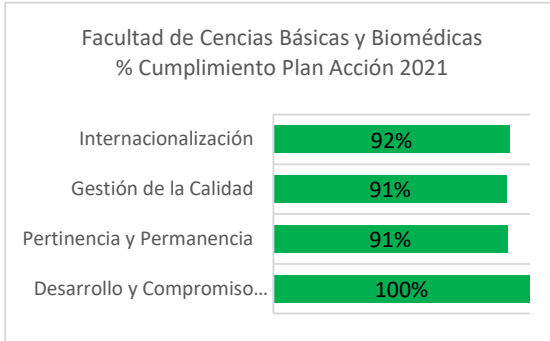 Facultad de Cencias Básicas y Biomédicas
% Cumplimiento Plan Acción 2021
Internacionalización 92%
Gestión de la Calidad 91%
Pertinencia y Permanencia 91%
Desarrollo y Compromiso... 100%